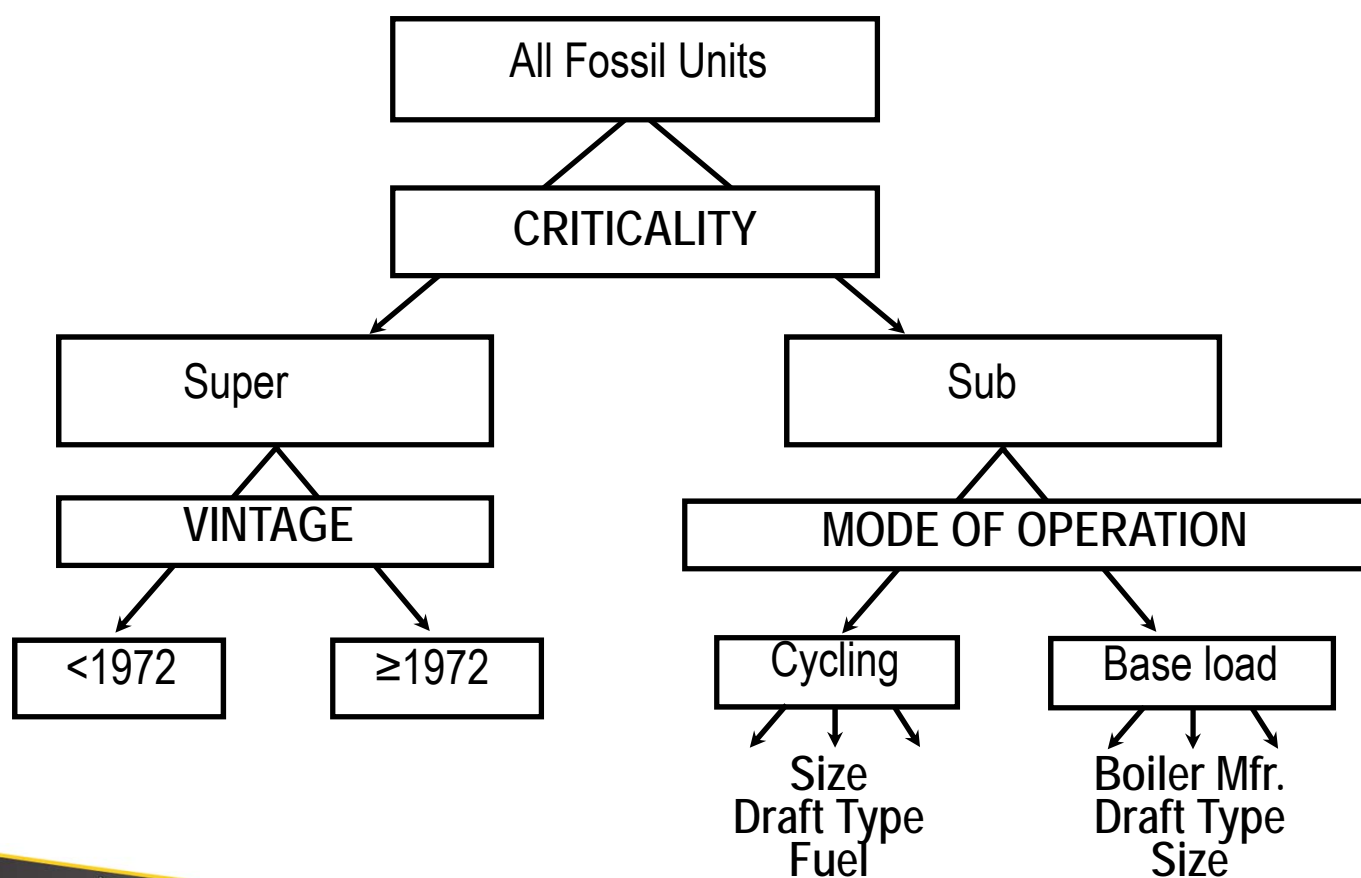 All Fossil Units
CRITICALITY
Super
Sub
VINTAGE
MODE OF OPERATION
<1972
≥1972
Cycling
Base load
Size
Draft Type
Fuel
Boiler Mfr.
Draft Type
Size